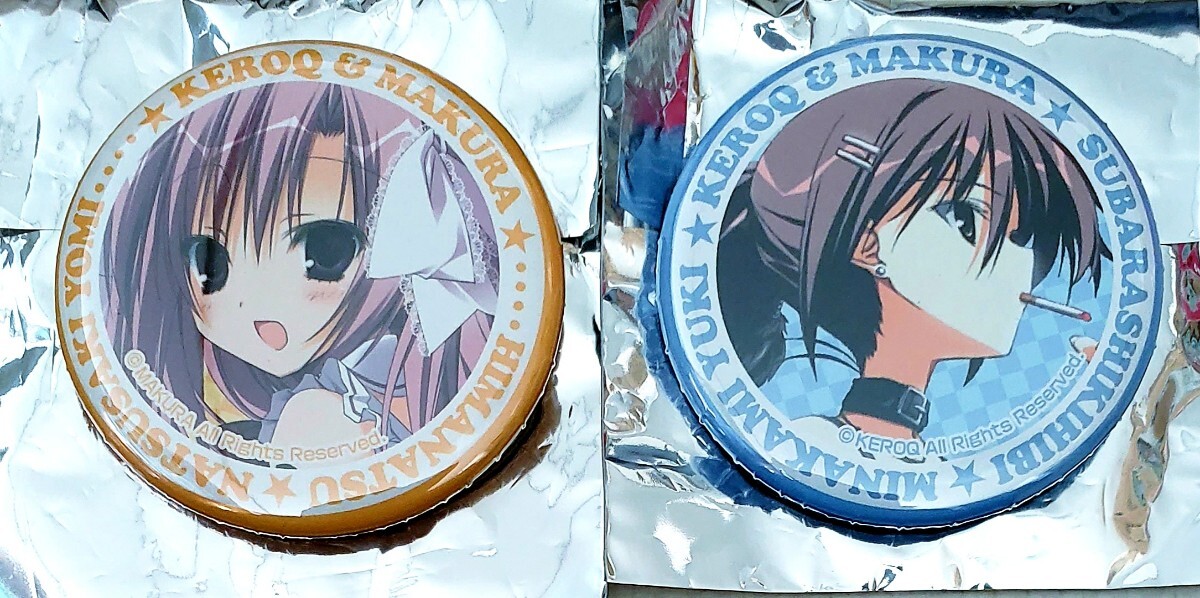 ★ KEROQ & MAKURA ★ ····· HIMANATSU ★ NATSUSAKI YOMI ·····
©MAKURA All Rights Reserved.
★ KEROQ & MAKURA ★ SUBARASHIKIHIBI ★ MINAKAMI YUKI
©KEROQ All Rights Reserved.